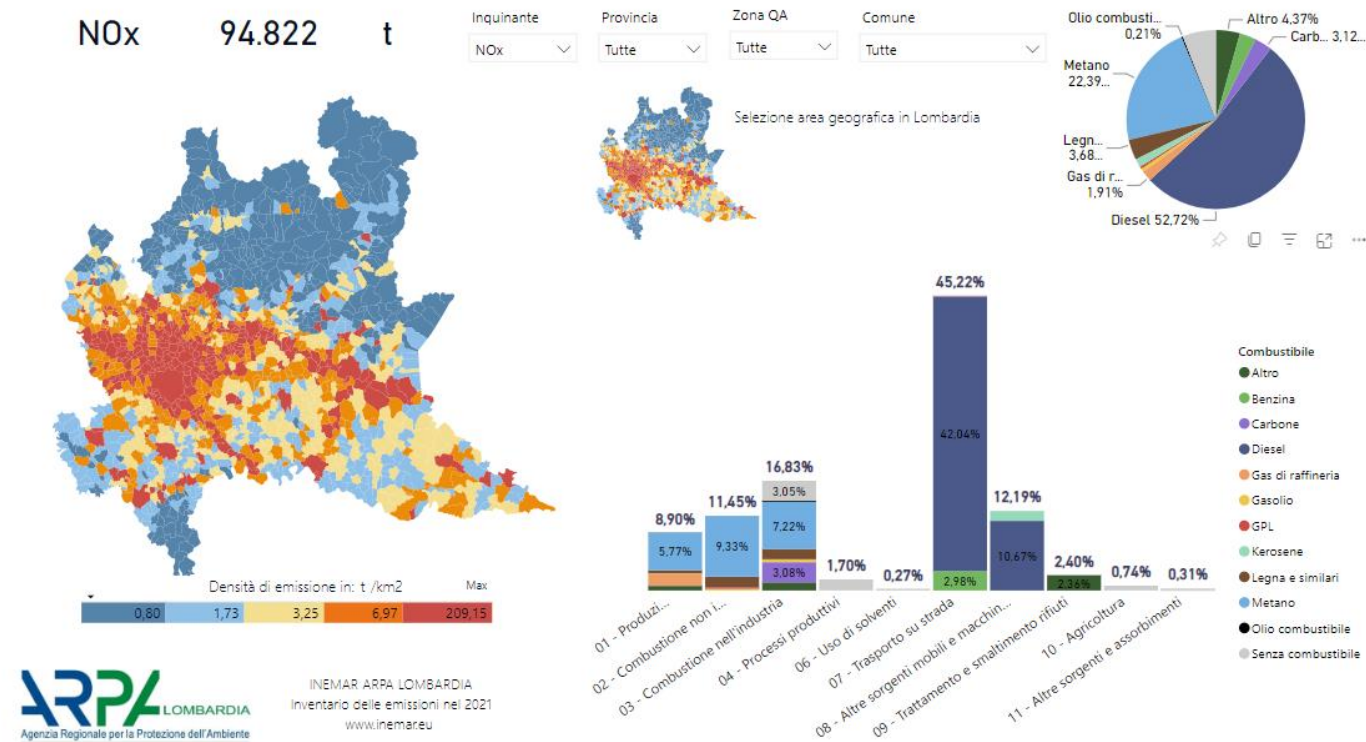 NOx 94.822 t
Inquinante
NOx
Provincia
Tutte
Zona QA
Tutte
Comune
Tutte
Selezione area geografica in Lombardia
Olio combusti...
0,21%
Altro 4,37%
Carb... 3,12...
Metano
22,39...
Legn...
3,68...
Gas di r...
1,91%
Diesel 52,72%
Densità di emissione in: t /km2
Max
0,80 1,73 3,25 6,97 209,15
ARPA LOMBARDIA
Agenzia Regionale per la Protezione dell'Ambiente
INEMAR ARPA LOMBARDIA
Inventario delle emissioni nel 2021
www.inemar.eu
8,90%
5,77%
11,45%
9,33%
16,83%
3,05%
7,22%
3,08%
1,70%
0,27%
45,22%
42,04%
2,98%
12,19%
10,67%
2,40%
2,36%
0,74%
0,31%
01 - Produzi...
02 - Combustione non i...
03 - Combustione nell'industria
04 - Processi produttivi
06 - Uso di solventi
07 - Trasporto su strada
08 - Altre sorgenti mobili e macchin...
09 - Trattamento e smaltimento rifiuti
10 - Agricoltura
11 - Altre sorgenti e assorbimenti
Combustibile
Altro
Benzina
Carbone
Diesel
Gas di raffineria
Gasolio
GPL
Kerosene
Legna e similari
Metano
Olio combustibile
Senza combustibile